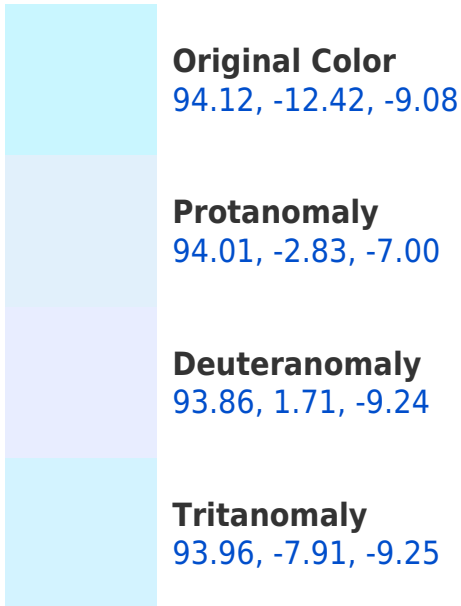 Original Color
94.12, -12.42, -9.08
Protanomaly
94.01, -2.83, -7.00
Deuteranomaly
93.86, 1.71, -9.24
Tritanomaly
93.96, -7.91, -9.25